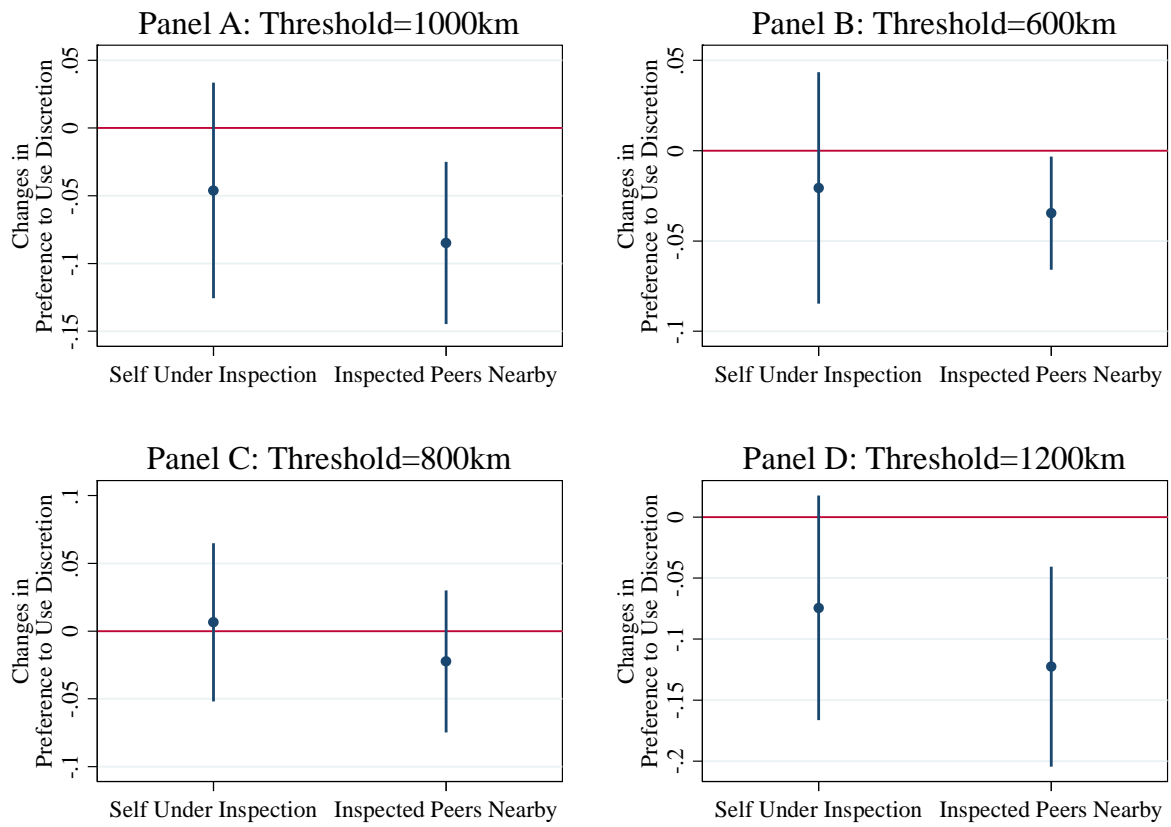 Panel A: Threshold=1000km
Changes in
Preference to Use Discretion
.05
0
-.05
-.1
-.15
Self Under Inspection
Inspected Peers Nearby
Panel B: Threshold=600km
Changes in
Preference to Use Discretion
.05
0
-.05
-.1
Self Under Inspection
Inspected Peers Nearby
Panel C: Threshold=800km
Changes in
Preference to Use Discretion
.1
.05
0
-.05
-.1
Self Under Inspection
Inspected Peers Nearby
Panel D: Threshold=1200km
Changes in
Preference to Use Discretion
0
-.05
-.1
-.15
-.2
Self Under Inspection
Inspected Peers Nearby